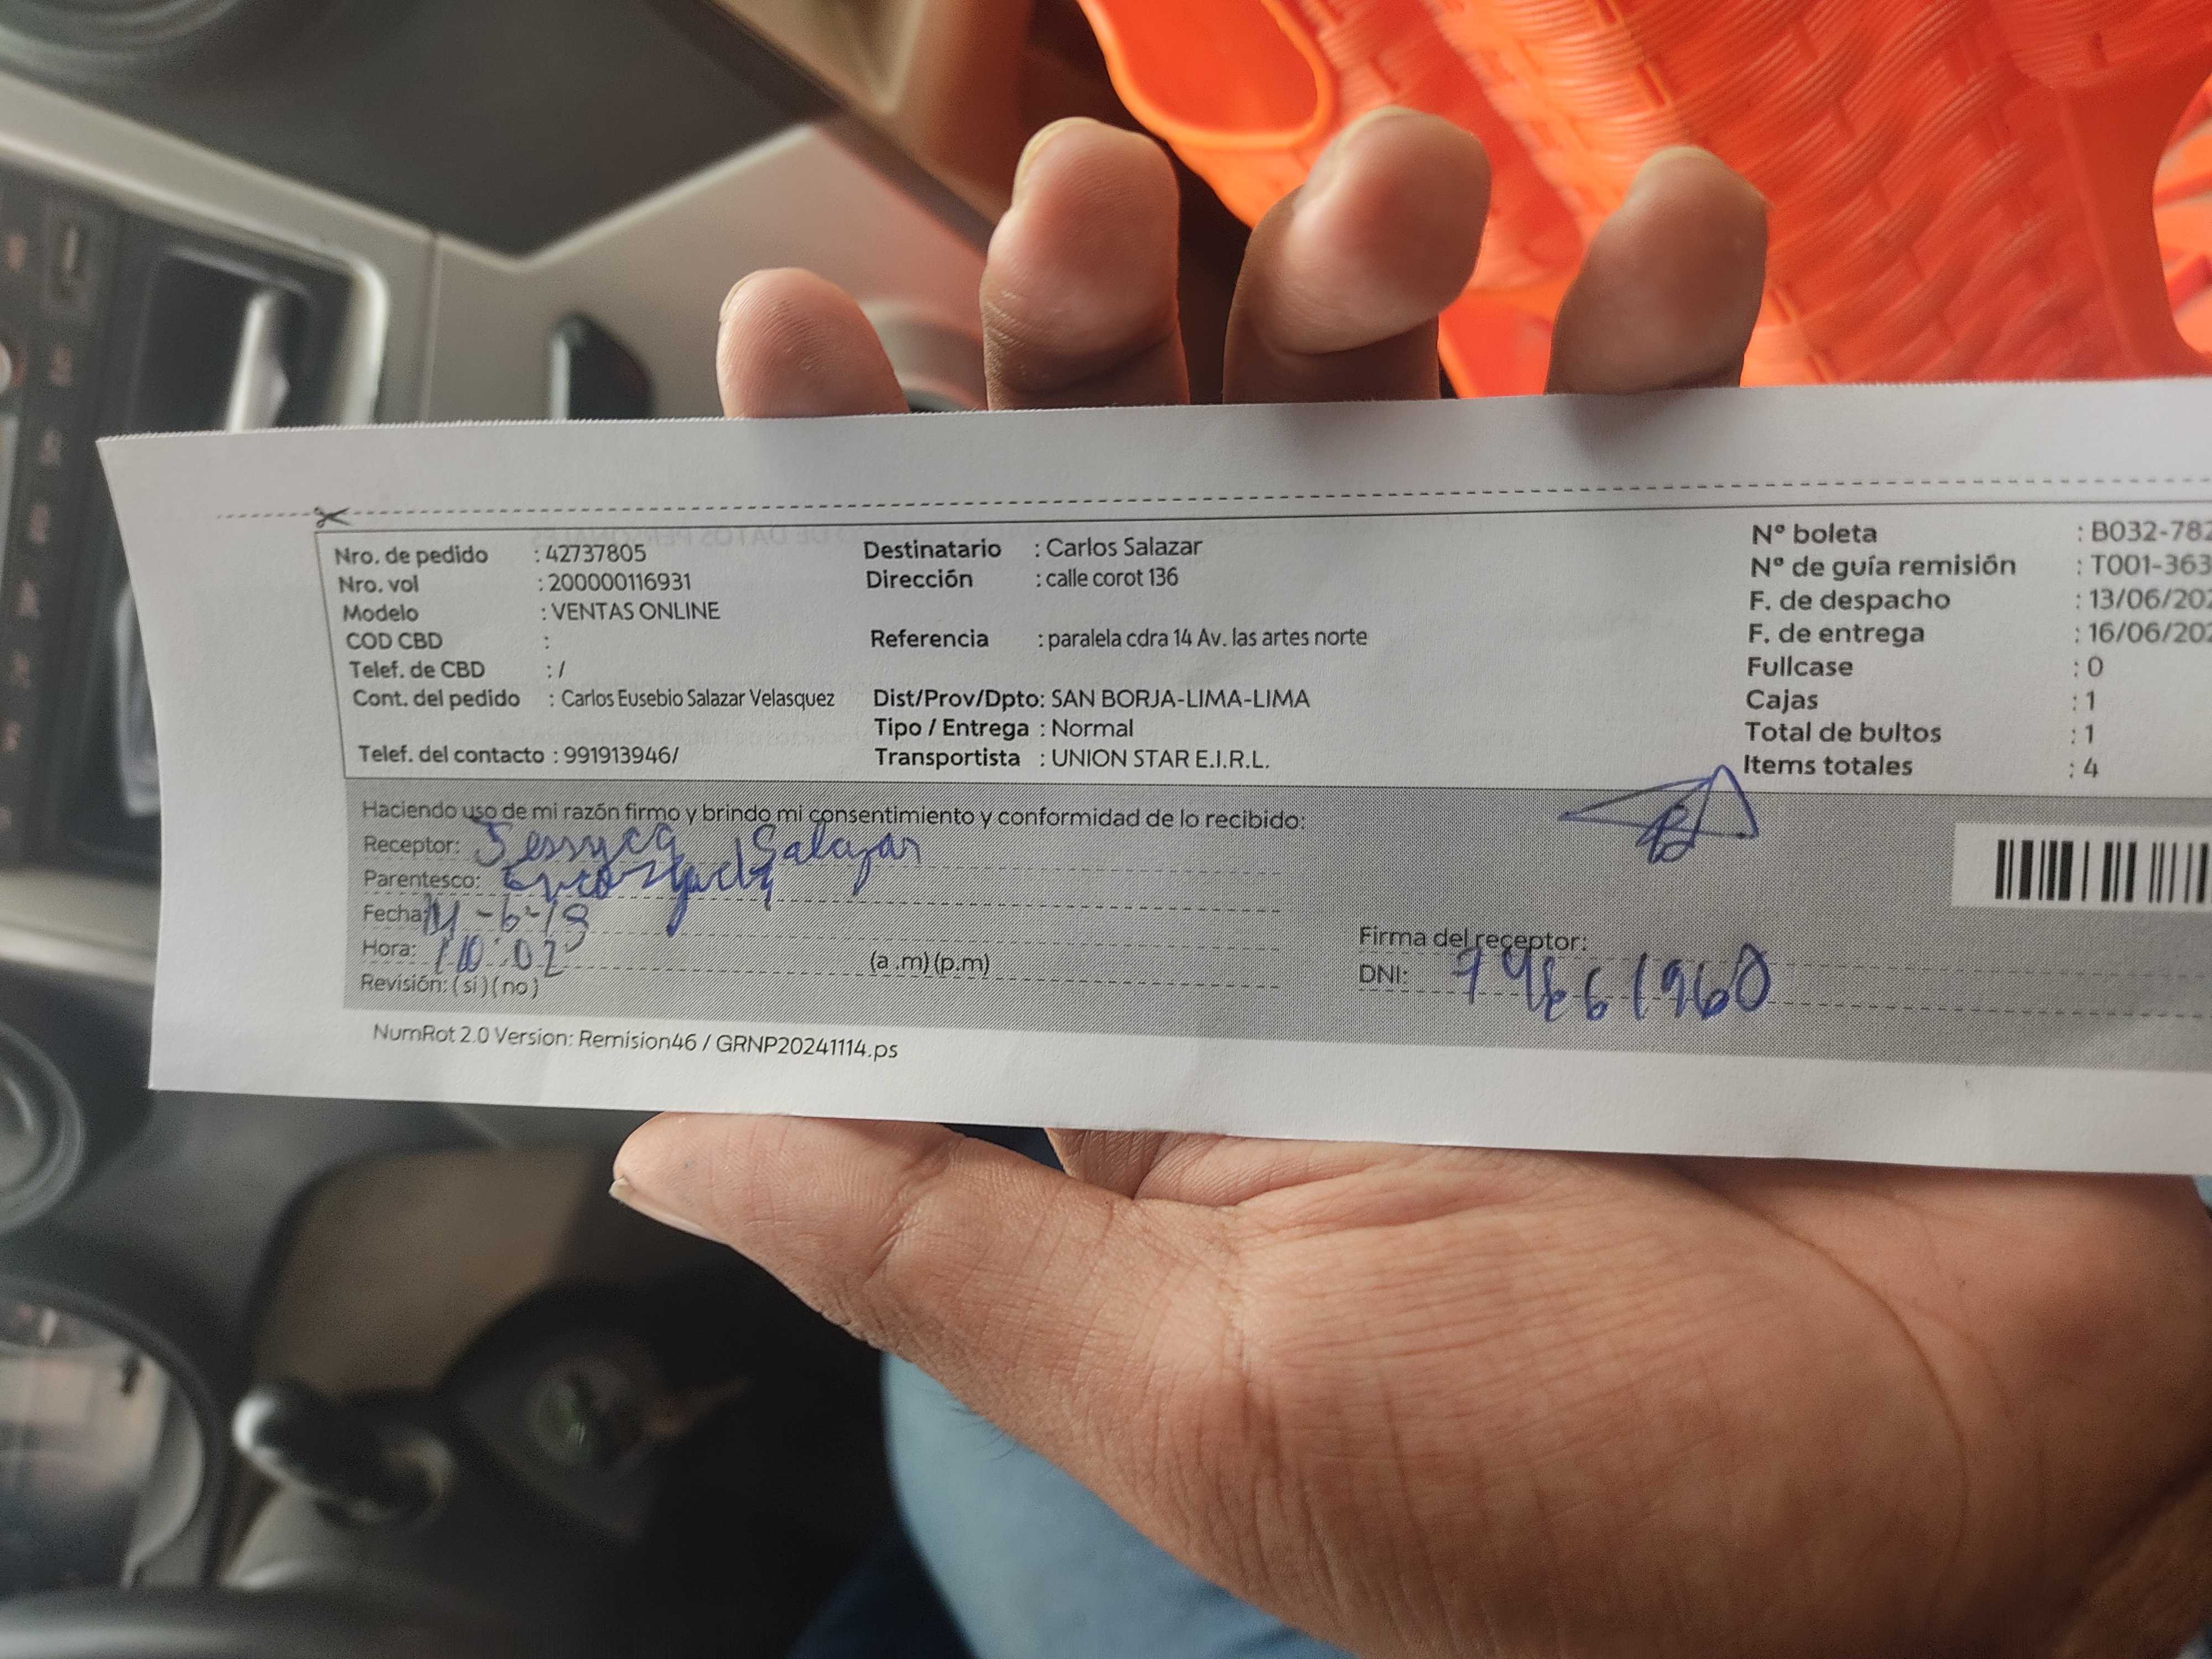 Nro. de pedido : 42737805
Nro. vol : 200000116931
Modelo : VENTAS ONLINE
COD CBD :
Telef. de CBD : /
Cont. del pedido : Carlos Eusebio Salazar Velasquez
Telef. del contacto : 991913946/
Destinatario : Carlos Salazar
Dirección : calle corot 136
Referencia : paralela cdra 14 Av. las artes norte
Dist/Prov/Dpto: SAN BORJA-LIMA-LIMA
Tipo / Entrega : Normal
Transportista : UNION STAR E.I.R.L.
Nº boleta : B032-782
Nº de guía remisión : T001-363
F. de despacho : 13/06/202
F. de entrega : 16/06/202
Fullcase : 0
Cajas : 1
Total de bultos : 1
Items totales : 4
Haciendo uso de mi razón firmo y brindo mi consentimiento y conformidad de lo recibido:
Receptor: Jessyca Salazar
Parentesco:
Fecha:
Hora: 10:02 (a .m) (p.m)
Revisión: ( si ) ( no )
Firma del receptor:
DNI:
NumRot 2.0 Version: Remision46 / GRNP20241114.ps